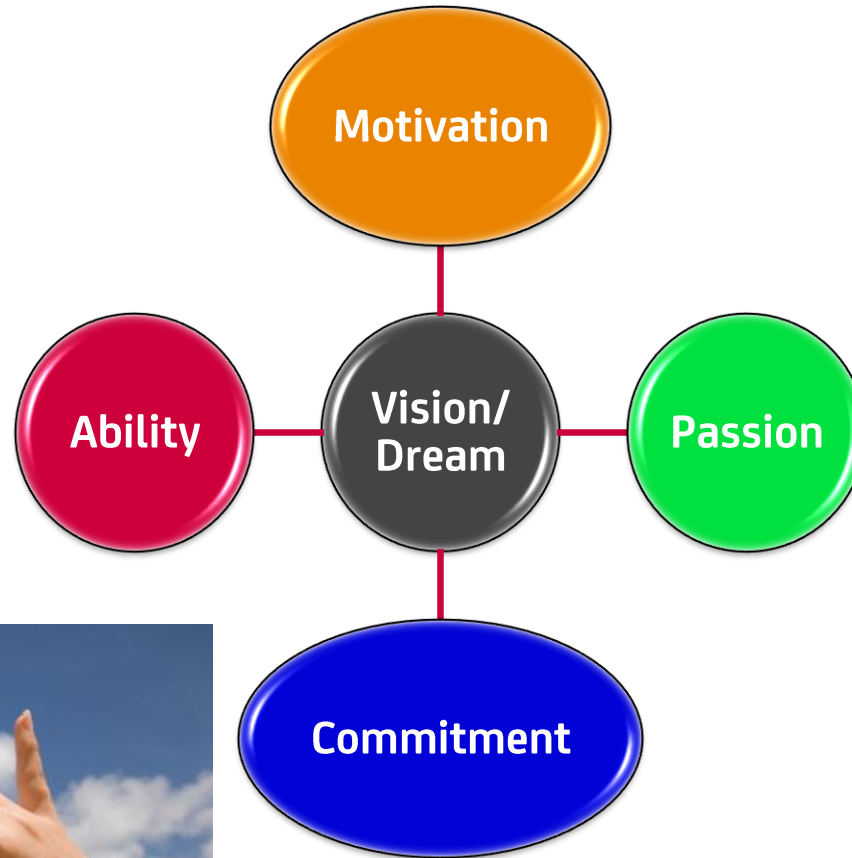 Motivation
Ability
Vision/
Dream
Passion
Commitment